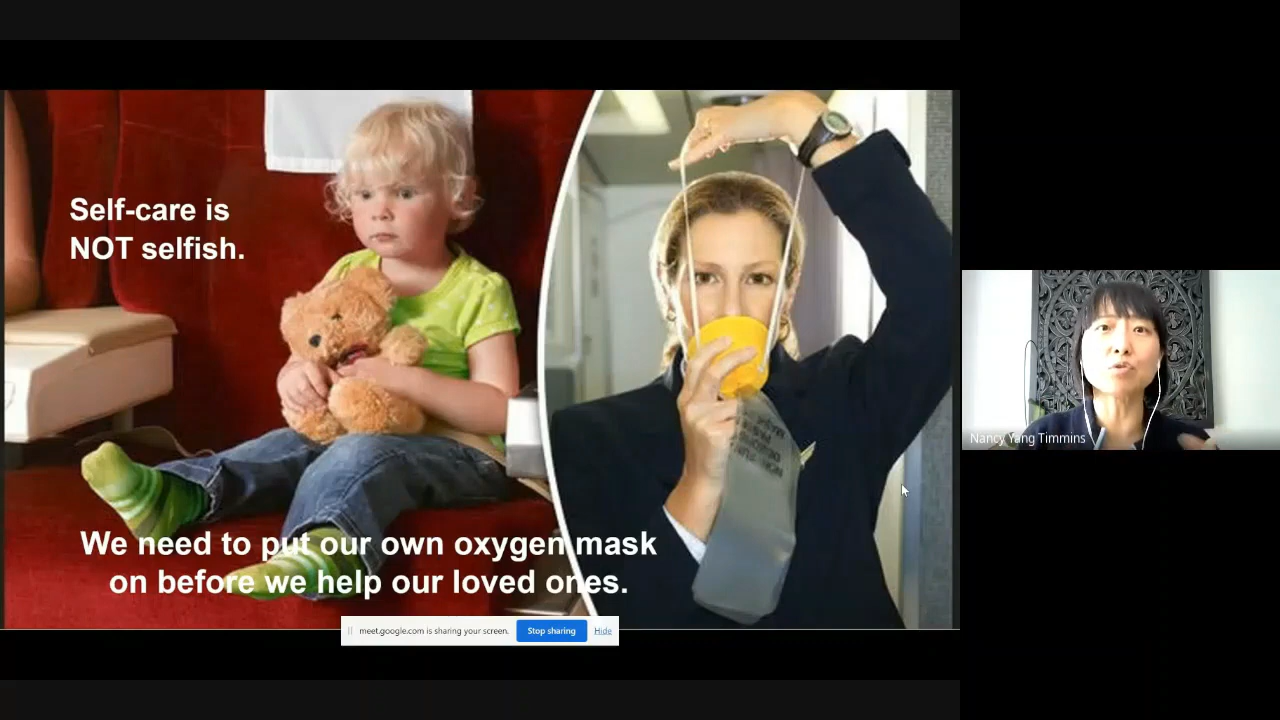 Self-care is
NOT selfish.
We need to put our own oxygen mask
on before we help our loved ones.
meet.google.com is sharing your screen.
Stop sharing
Hide
Nancy Yang Timmins